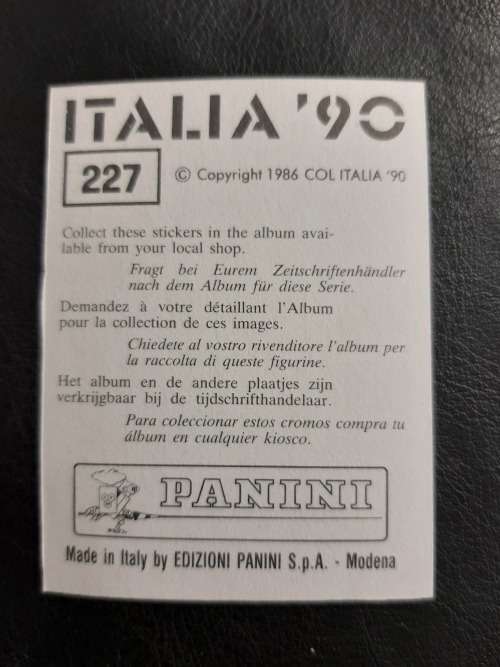 ITALIA '90
227
© Copyright 1986 COL ITALIA '90
Collect these stickers in the album avai-
lable from your local shop.
Fragt bei Eurem Zeitschriftenhändler
nach dem Album für diese Serie.
Demandez à votre détaillant l'Album
pour la collection de ces images.
Chiedete al vostro rivenditore l'album per
la raccolta di queste figurine.
Het album en de andere plaatjes zijn
verkrijgbaar bij de tijdschrifthandelaar.
Para coleccionar estos cromos compra tu
álbum en cualquier kiosco.
PANINI
Made in Italy by EDIZIONI PANINI S.p.A. - Modena